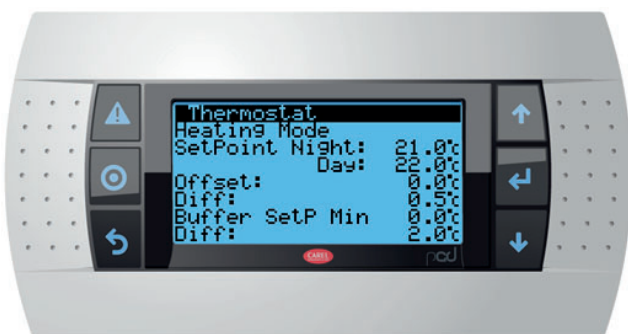 Thermostat
Heating Mode
SetPoint Night: 21.0°c
Day: 22.0°c
Offset: 0.0°c
Diff: 0.5°c
Buffer SetP Min 0.0°c
Diff: 2.0°c
CAREL
pCD